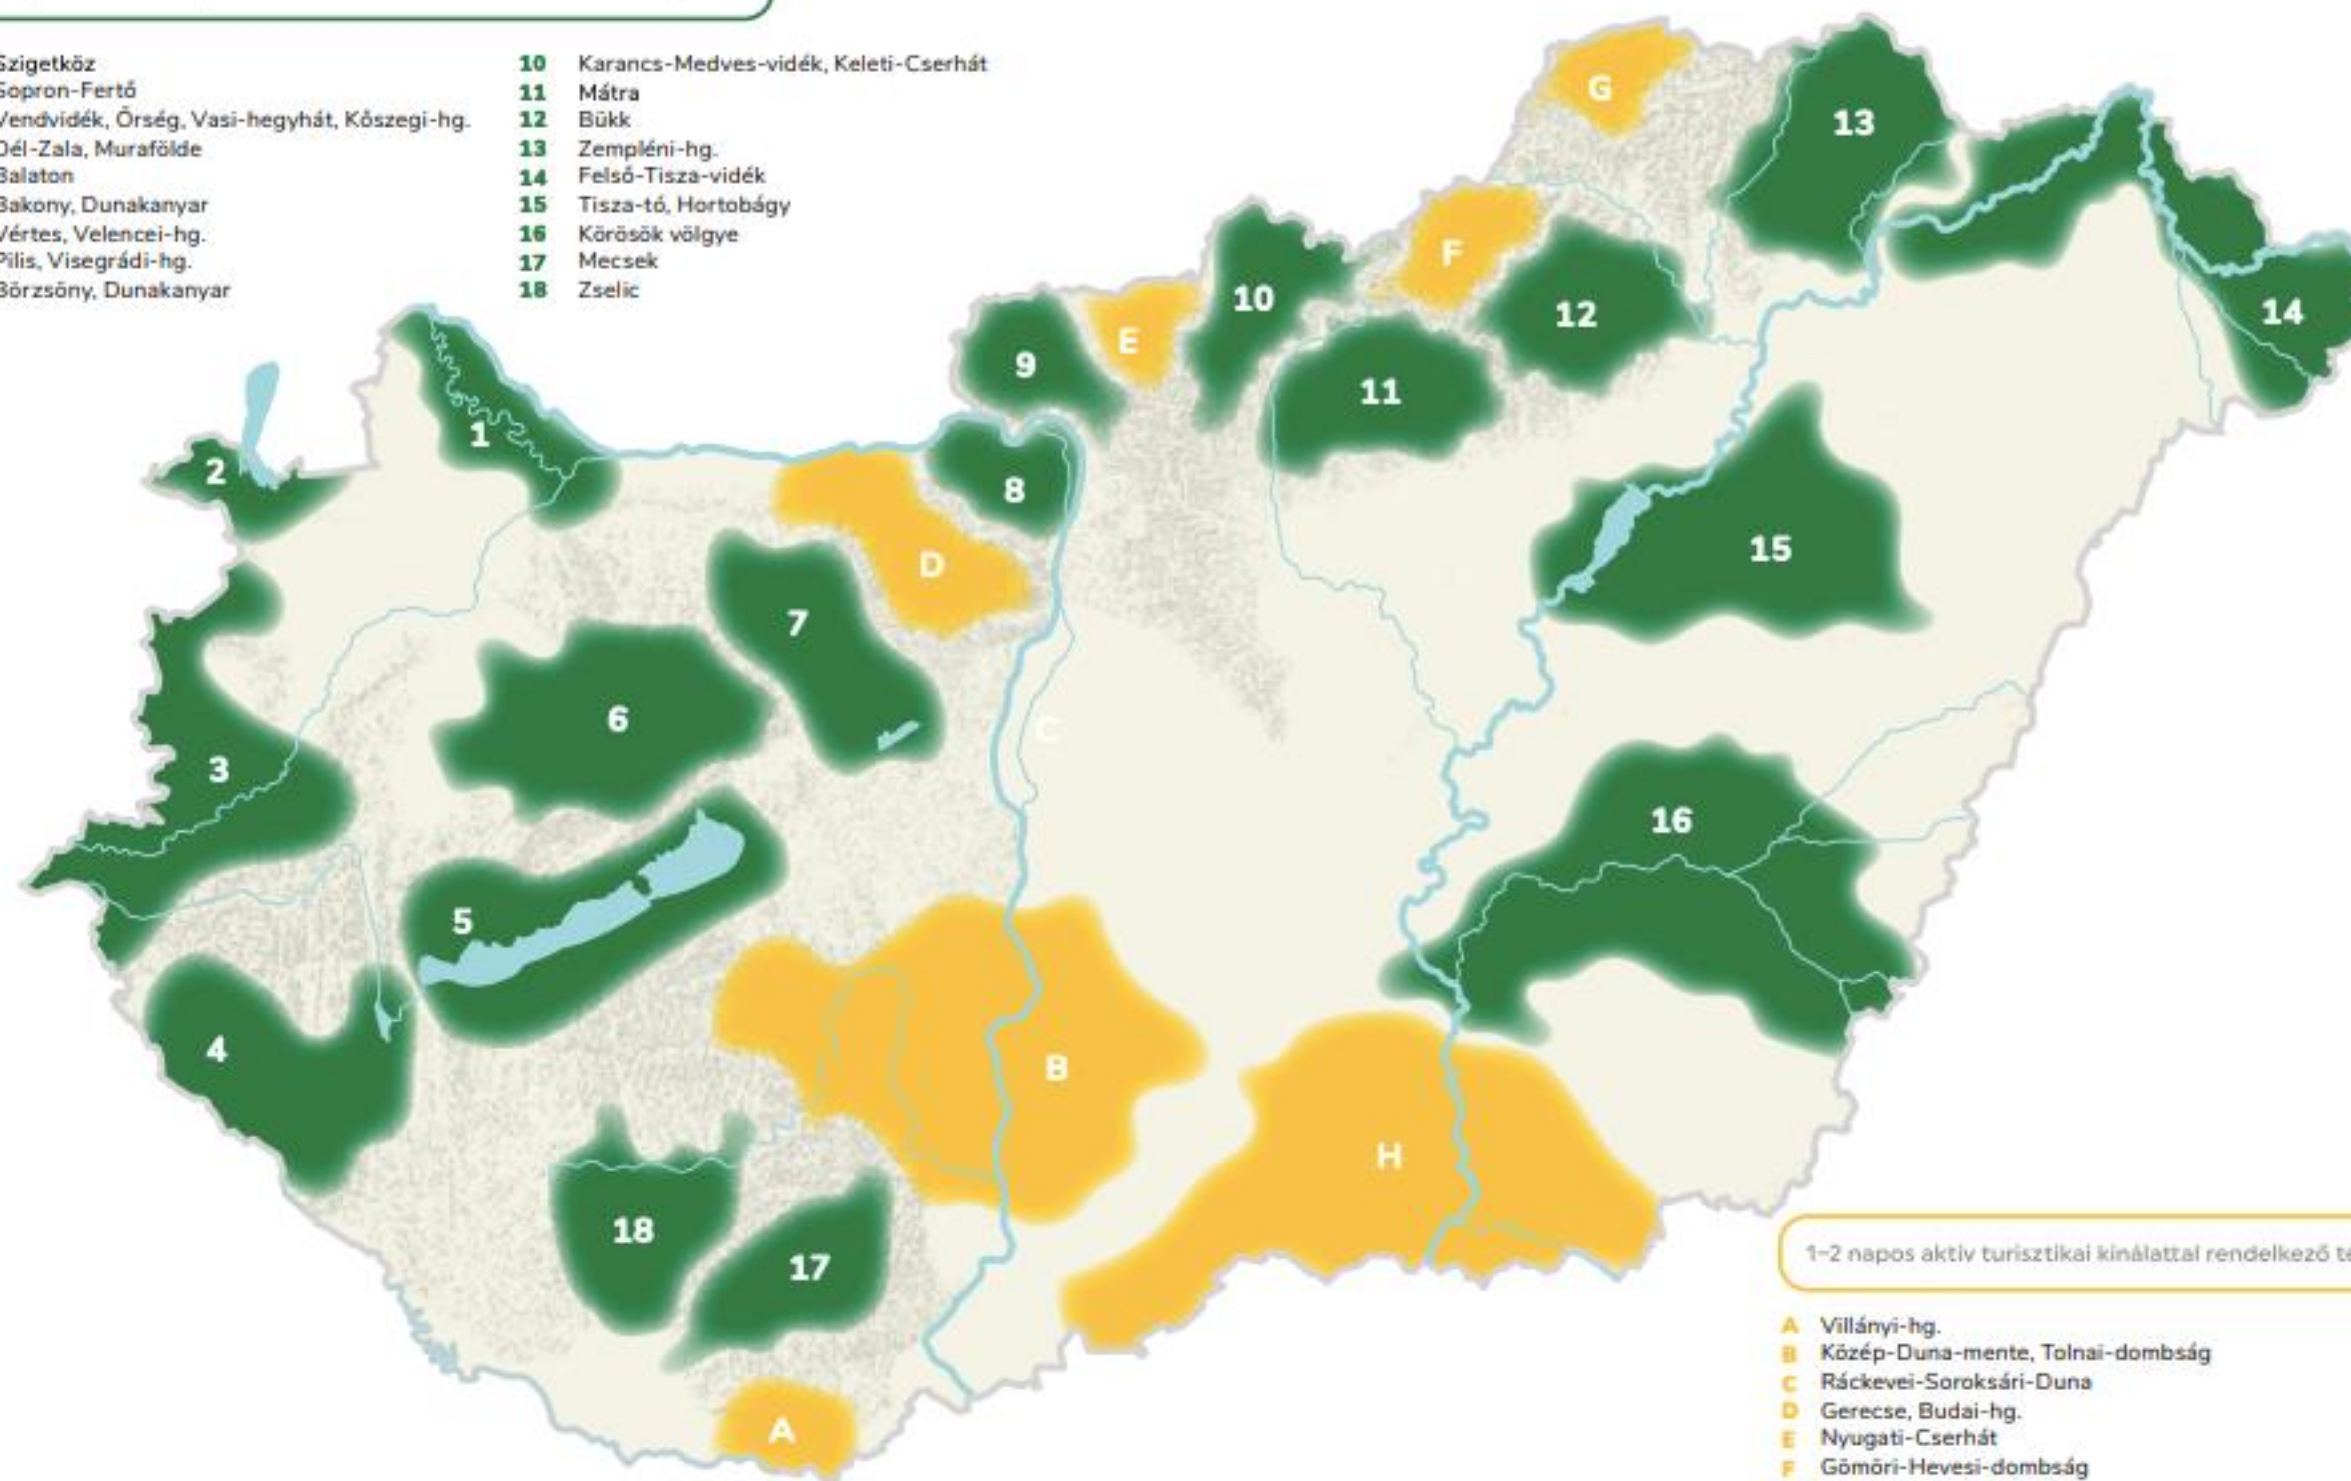 Szigetköz
Sopron-Fertő
Vendvidék, Őrség, Vasi-hegyhát, Kőszegi-hg.
Dél-Zala, Murafölde
Balaton
Bakony, Dunakanyar
Vértes, Velencei-hg.
Pilis, Visegrádi-hg.
Börzsöny, Dunakanyar
10 Karancs-Medves-vidék, Keleti-Cserhát
11 Mátra
12 Bükk
13 Zempléni-hg.
14 Felső-Tisza-vidék
15 Tisza-tó, Hortobágy
16 Körösök völgye
17 Mecsek
18 Zselic
G
13
F
10
14
E
12
9
11
1
2
8
15
D
7
6
C
3
16
5
4
B
H
18
17
A
1–2 napos aktív turisztikai kínálattal rendelkező
A Villányi-hg.
B Közép-Duna-mente, Tolnai-dombság
C Ráckevei-Soroksári-Duna
D Gerecse, Budai-hg.
E Nyugati-Cserhát
F Gömöri-Hevesi-dombság